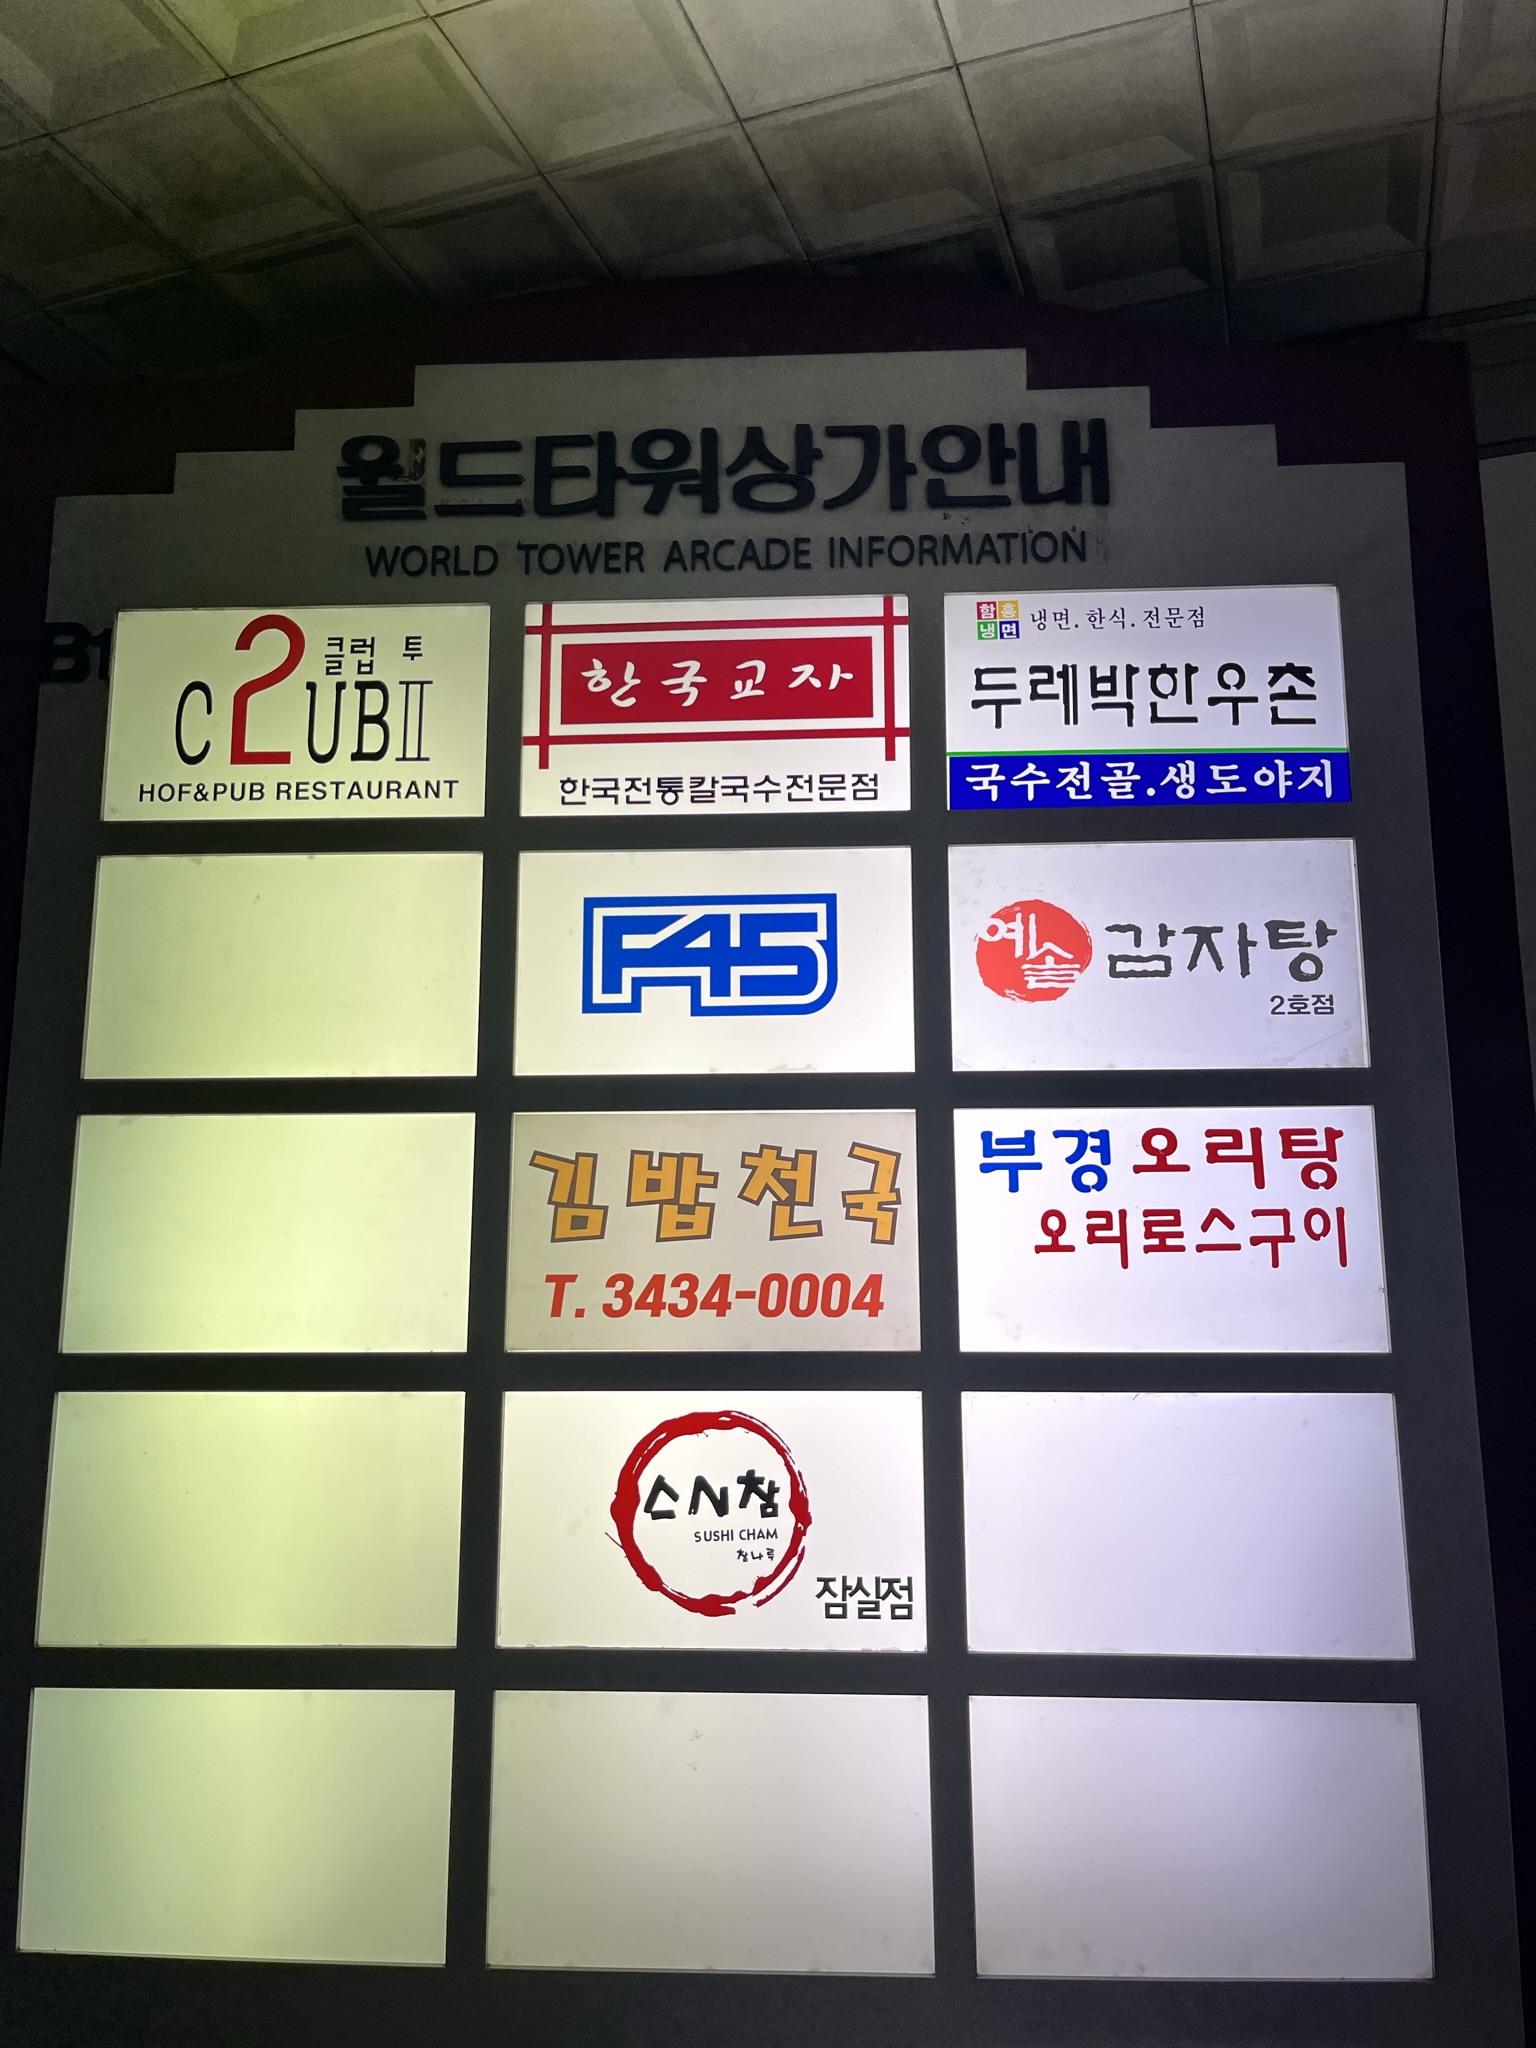 월드타워상가안내
WORLD TOWER ARCADE INFORMATION
B1
클럽 투
C2UBⅡ
HOF&PUB RESTAURANT
한국교자
한국전통칼국수전문점
함흥
냉면
냉면.한식.전문점
두레박한우촌
국수전골.생도야지
F45
예솔
감자탕
2호점
김밥천국
T. 3434-0004
부경오리탕
오리로스구이
스시참
SUSHI CHAM
참나루
잠실점